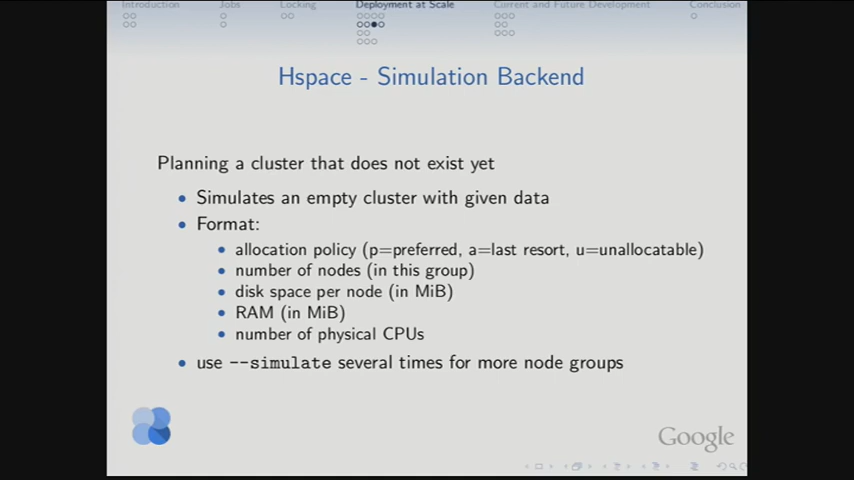 Introduction Jobs Locking Deployment at Scale Current and Future Development Conclusion
Hspace - Simulation Backend
Planning a cluster that does not exist yet
• Simulates an empty cluster with given data
• Format:
• allocation policy (p=preferred, a=last resort, u=unallocatable)
• number of nodes (in this group)
• disk space per node (in MiB)
• RAM (in MiB)
• number of physical CPUs
• use --simulate several times for more node groups
Google